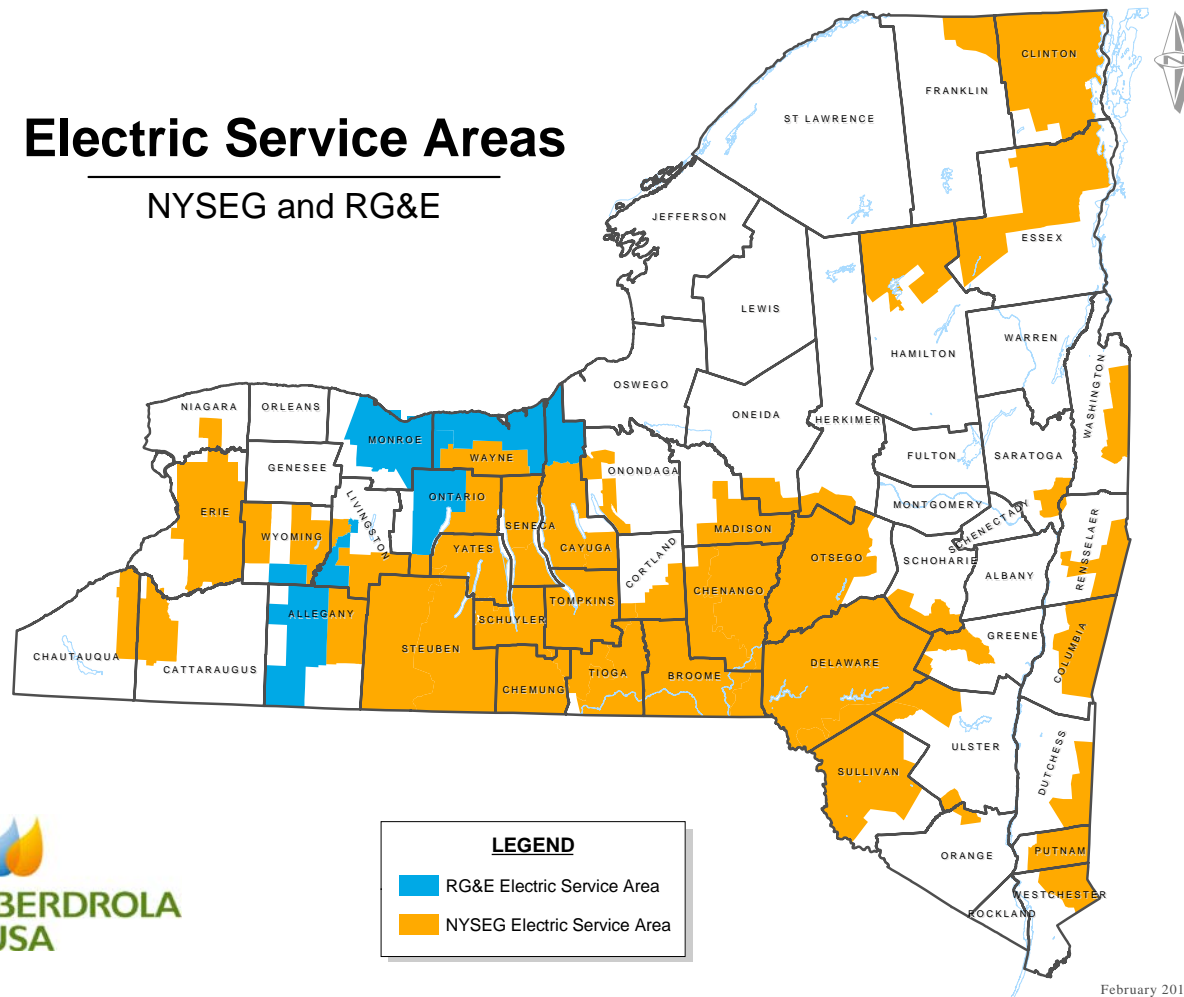 Electric Service Areas
NYSEG and RG&E
CLINTON
FRANKLIN
ST LAWRENCE
JEFFERSON
ESSEX
LEWIS
HAMILTON
WARREN
WASHINGTON
OSWEGO
ONEIDA
HERKIMER
NIAGARA
ORLEANS
MONROE
WAYNE
FULTON
SARATOGA
GENESEE
ONONDAGA
LIVINGSTON
ONTARIO
MONTGOMERY
SCHENECTADY
ERIE
WYOMING
SENECA
MADISON
YATES
CAYUGA
OTSEGO
SCHOHARIE
ALBANY
RENSSELAER
CORTLAND
CHENANGO
ALLEGANY
TOMPKINS
SCHUYLER
GREENE
COLUMBIA
CHAUTAUQUA
CATTARAUGUS
STEUBEN
CHEMUNG
TIOGA
BROOME
DELAWARE
ULSTER
DUTCHESS
SULLIVAN
ORANGE
PUTNAM
WESTCHESTER
ROCKLAND
LEGEND
RG&E Electric Service Area
NYSEG Electric Service Area
BERDROLA
USA
N
February 201